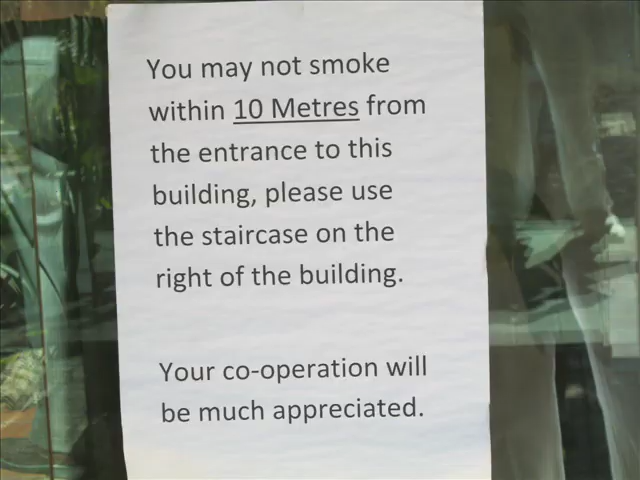 You may not smoke
within 10 Metres from
the entrance to this
building, please use
the staircase on the
right of the building.
Your co-operation will
be much appreciated.